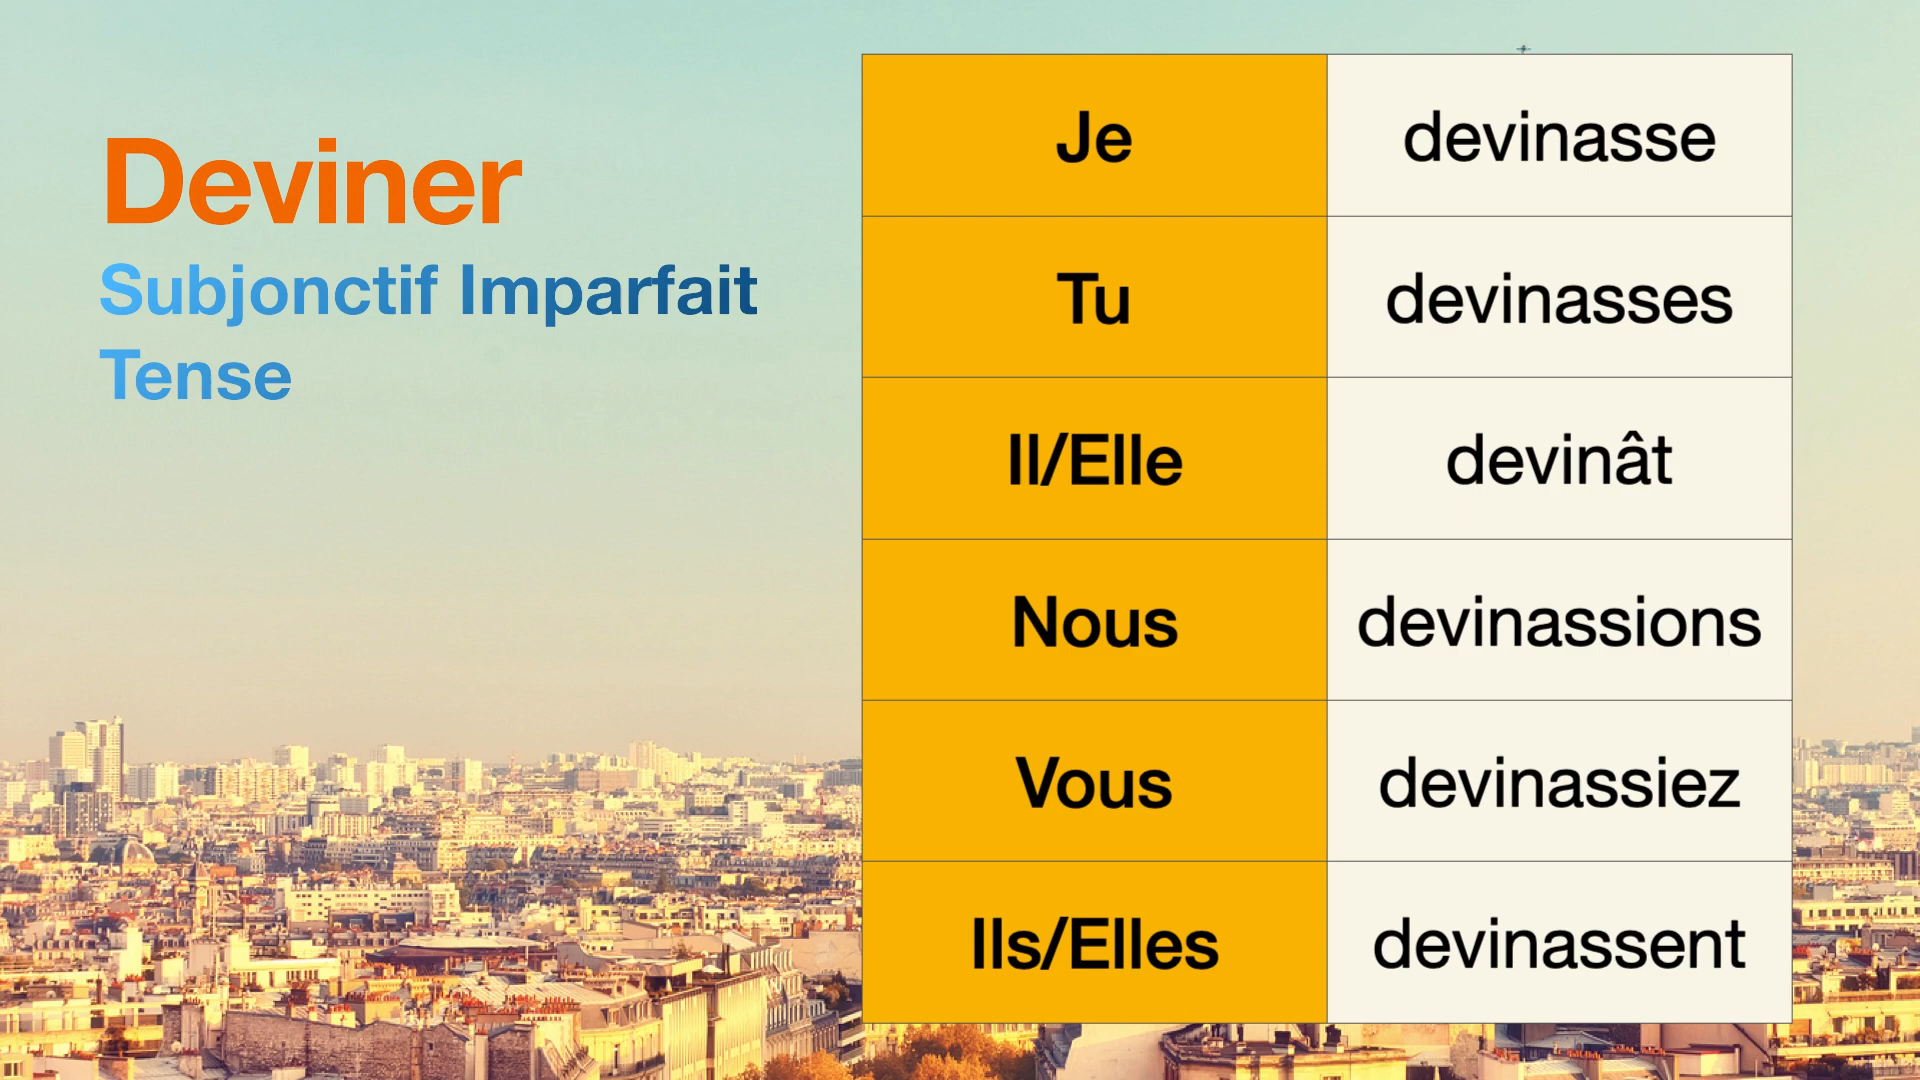 Deviner
Subjonctif Imparfait
Tense
Je devinasse
Tu devinasses
Il/Elle devinât
Nous devinassions
Vous devinassiez
Ils/Elles devinassent